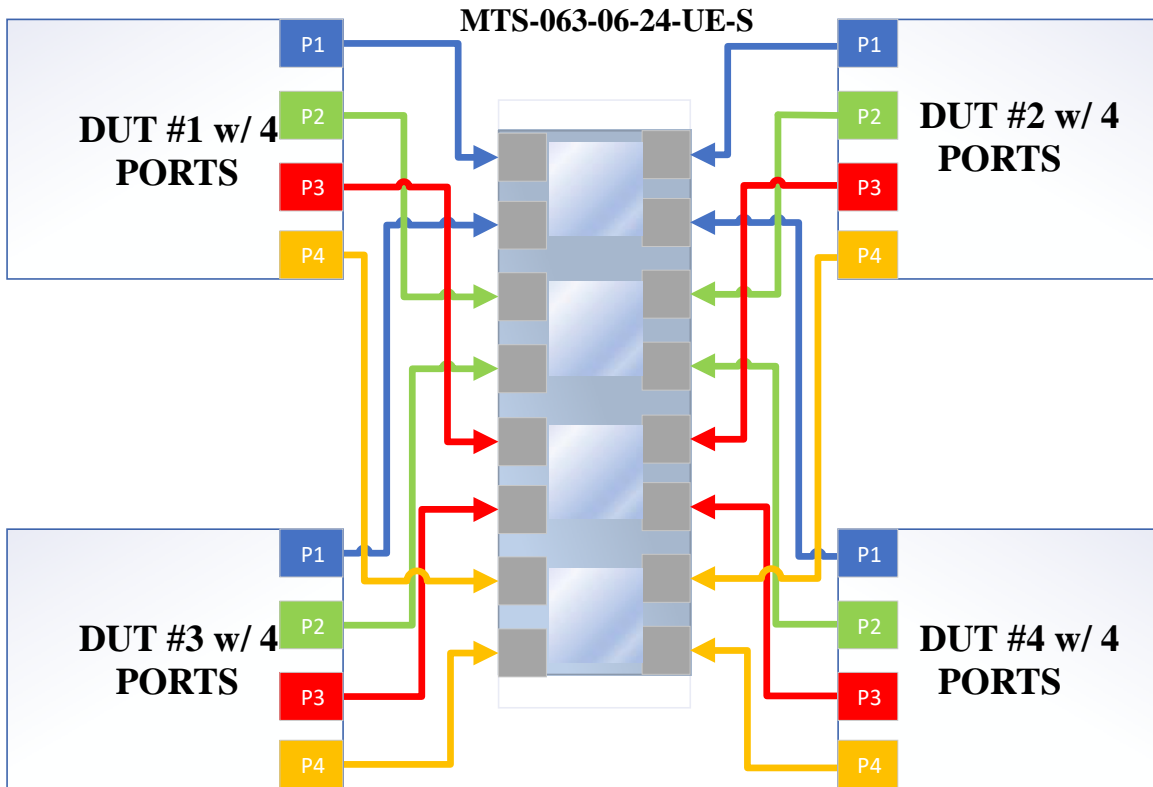 MTS-063-06-24-UE-S
DUT #1 w/ 4
PORTS
P1
P2
P3
P4
DUT #2 w/ 4
PORTS
P1
P2
P3
P4
DUT #3 w/ 4
PORTS
P1
P2
P3
P4
DUT #4 w/ 4
PORTS
P1
P2
P3
P4